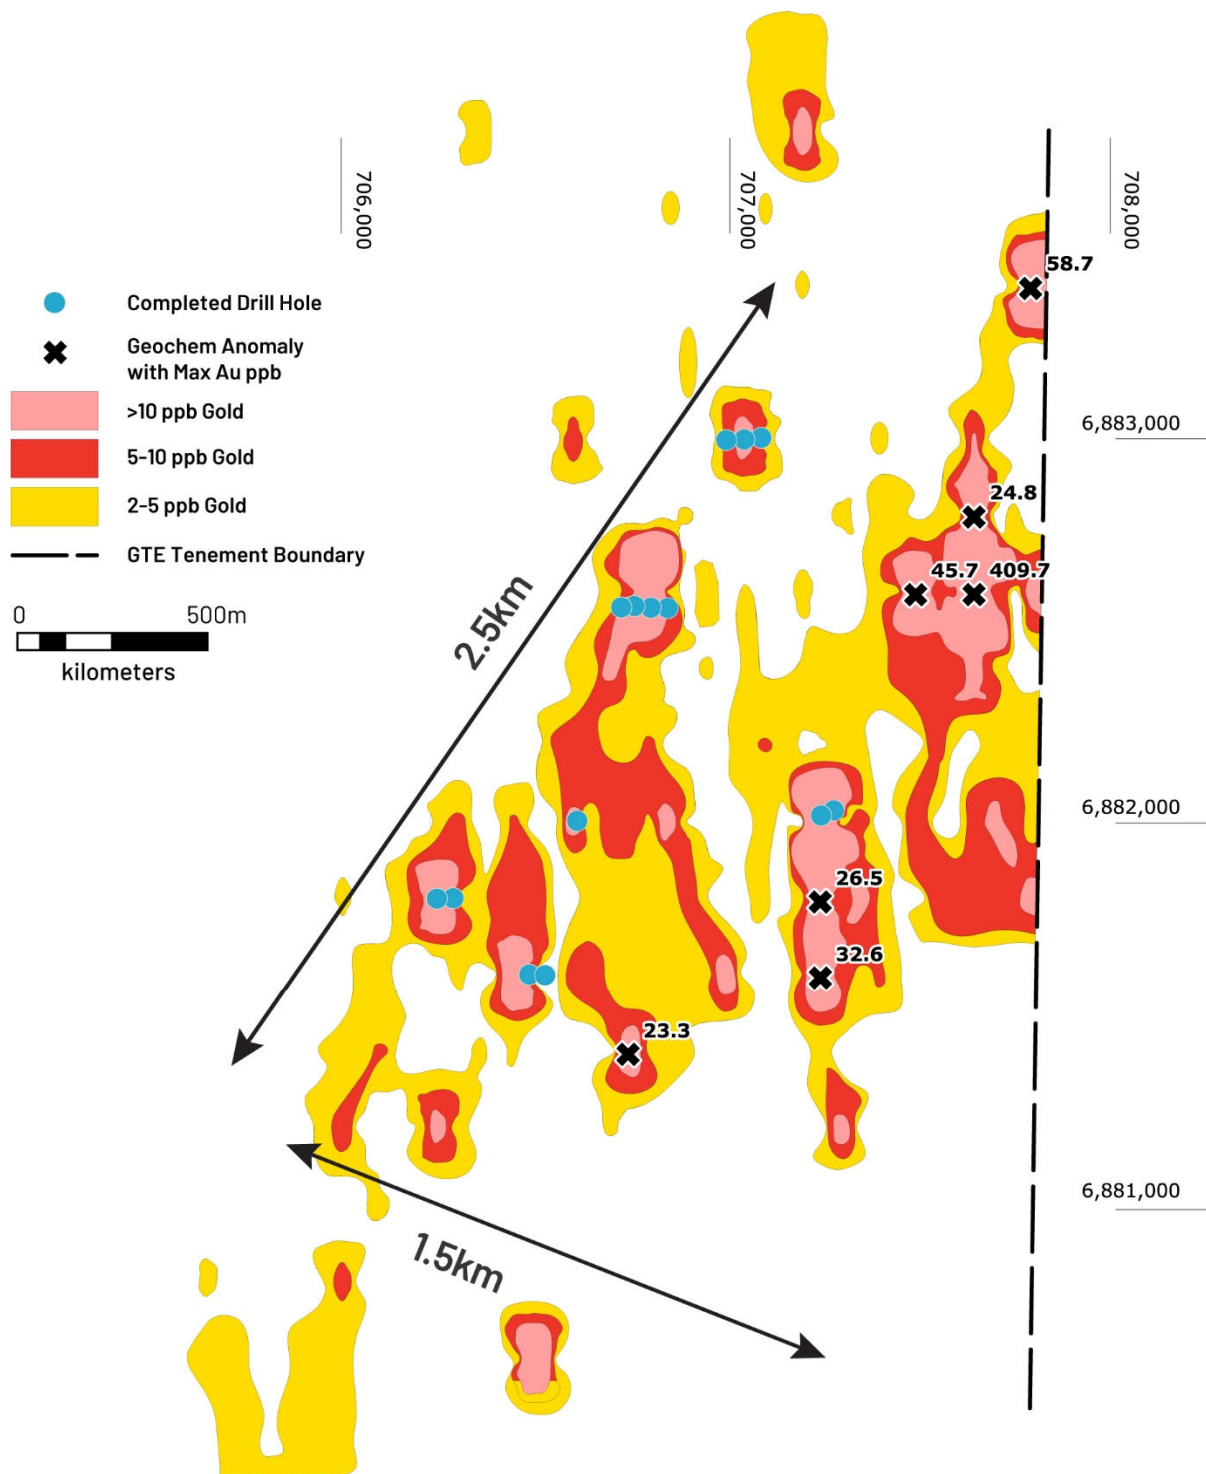 706,000
707,000
708,000
58.7
Completed Drill Hole
Geochem Anomaly
with Max Au ppb
>10 ppb Gold
5-10 ppb Gold
2-5 ppb Gold
GTE Tenement Boundary
0 500m
kilometers
6,883,000
24.8
45.7 409.7
2.5km
6,882,000
26.5
32.6
23.3
6,881,000
1.5km